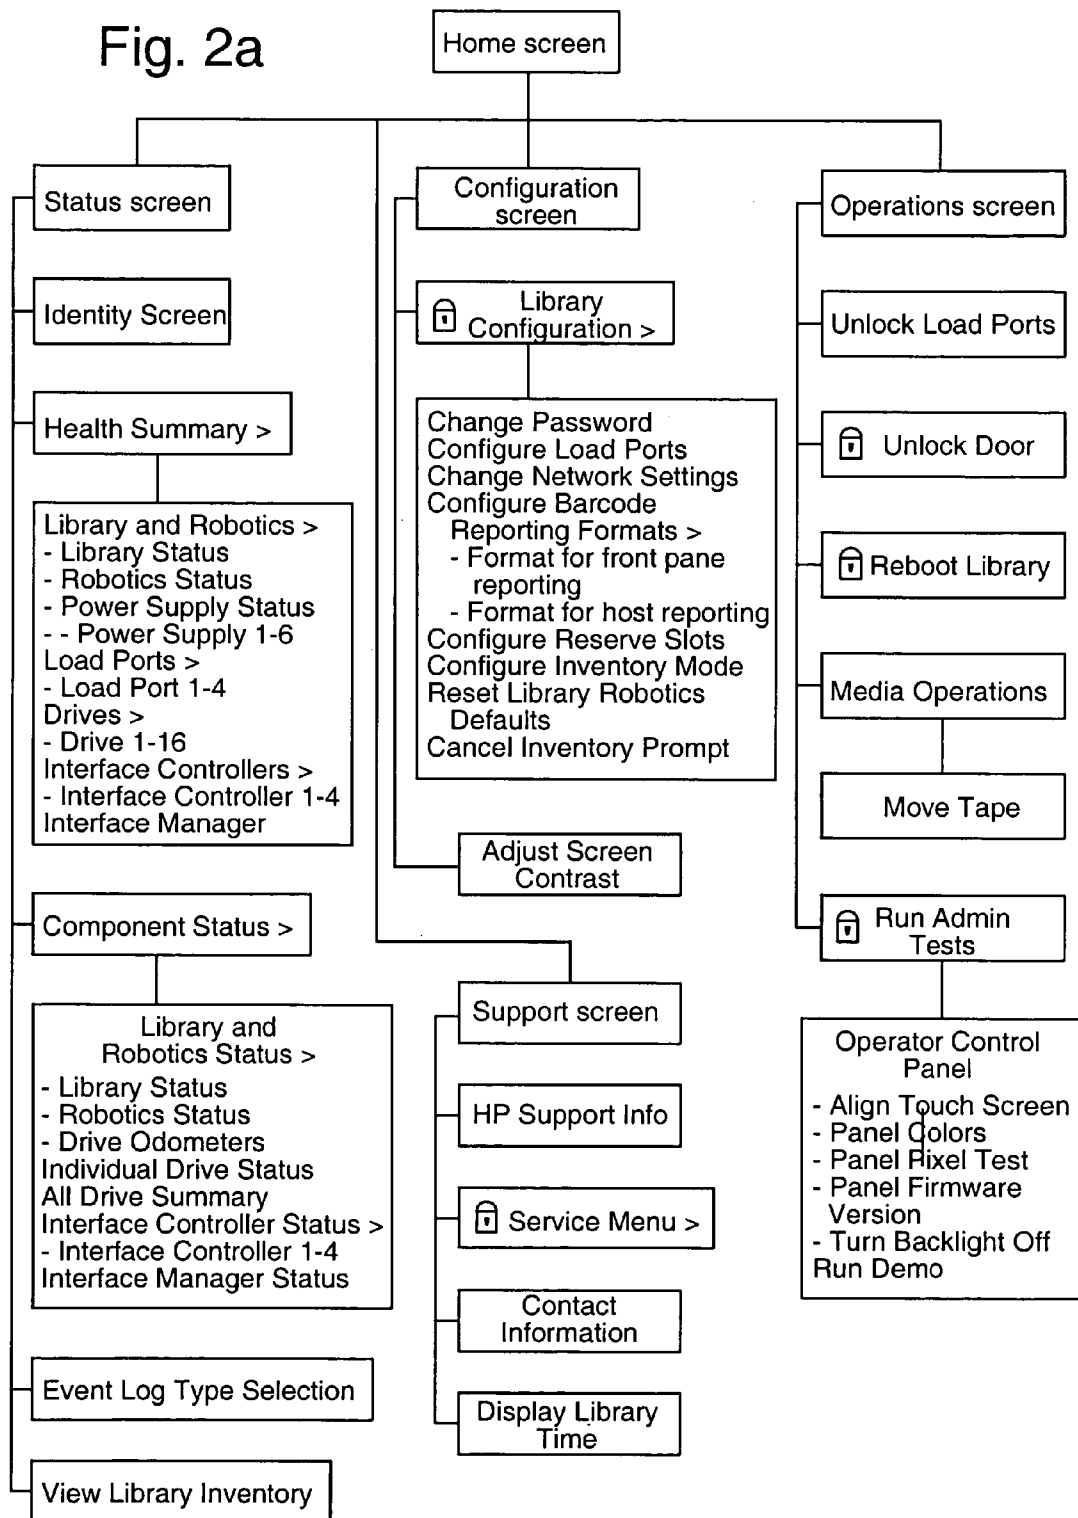 Fig. 2a
Home screen
Status screen
Identity Screen
Health Summary >
Library and Robotics >
- Library Status
- Robotics Status
- Power Supply Status
- - Power Supply 1-6
Load Ports >
- Load Port 1-4
Drives >
- Drive 1-16
Interface Controllers >
- Interface Controller 1-4
Interface Manager
Component Status >
Library and
Robotics Status >
- Library Status
- Robotics Status
- Drive Odometers
Individual Drive Status
All Drive Summary
Interface Controller Status >
- Interface Controller 1-4
Interface Manager Status
Event Log Type Selection
View Library Inventory
Configuration
screen
Library
Configuration >
Change Password
Configure Load Ports
Change Network Settings
Configure Barcode
Reporting Formats >
- Format for front pane
reporting
- Format for host reporting
Configure Reserve Slots
Configure Inventory Mode
Reset Library Robotics
Defaults
Cancel Inventory Prompt
Adjust Screen
Contrast
Support screen
HP Support Info
Service Menu >
Contact
Information
Display Library
Time
Operations screen
Unlock Load Ports
Unlock Door
Reboot Library
Media Operations
Move Tape
Run Admin
Tests
Operator Control
Panel
- Align Touch Screen
- Panel Colors
- Panel Pixel Test
- Panel Firmware
Version
- Turn Backlight Off
Run Demo